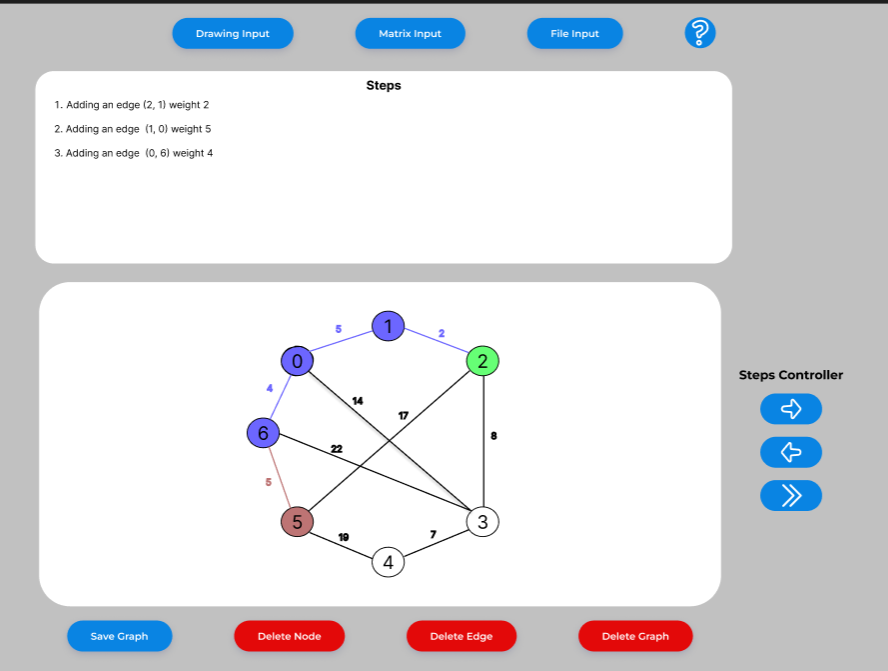 Drawing Input
Matrix Input
File Input
?
Steps
1. Adding an edge (2, 1) weight 2
2. Adding an edge (1, 0) weight 5
3. Adding an edge (0, 6) weight 4
5
1
2
0
2
4
14
17
6
22
8
5
5
19
7
3
4
Steps Controller
Save Graph
Delete Node
Delete Edge
Delete Graph